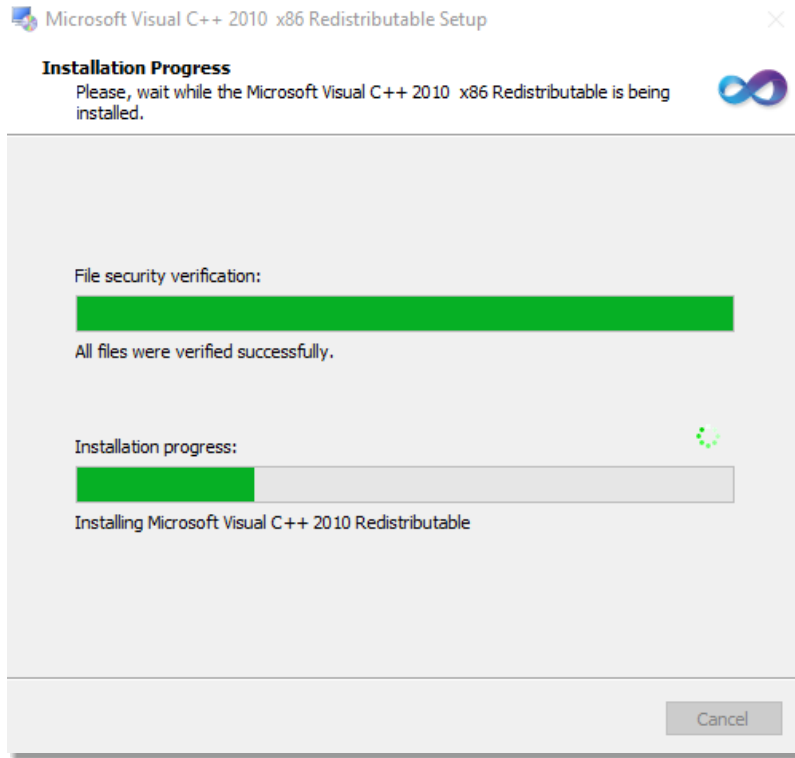 Microsoft Visual C++ 2010 x86 Redistributable Setup
Installation Progress
Please, wait while the Microsoft Visual C++ 2010 x86 Redistributable is being
installed.
File security verification:
All files were verified successfully.
Installation progress:
Installing Microsoft Visual C++ 2010 Redistributable
Cancel